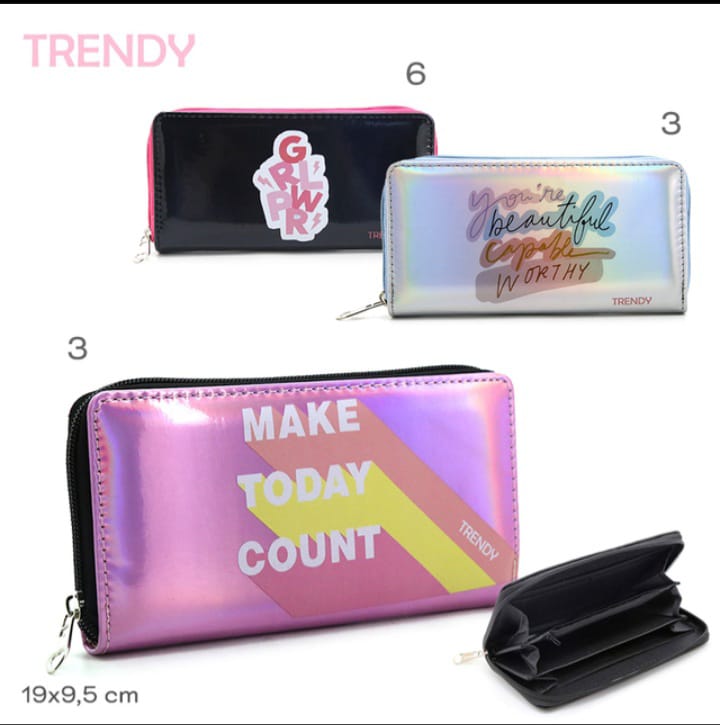 TRENDY
6
3
GRL
PWR
TRE
you're
beautiful
capable
WORTHY
TRENDY
3
MAKE
TODAY
COUNT
TRENDY
19x9,5 cm